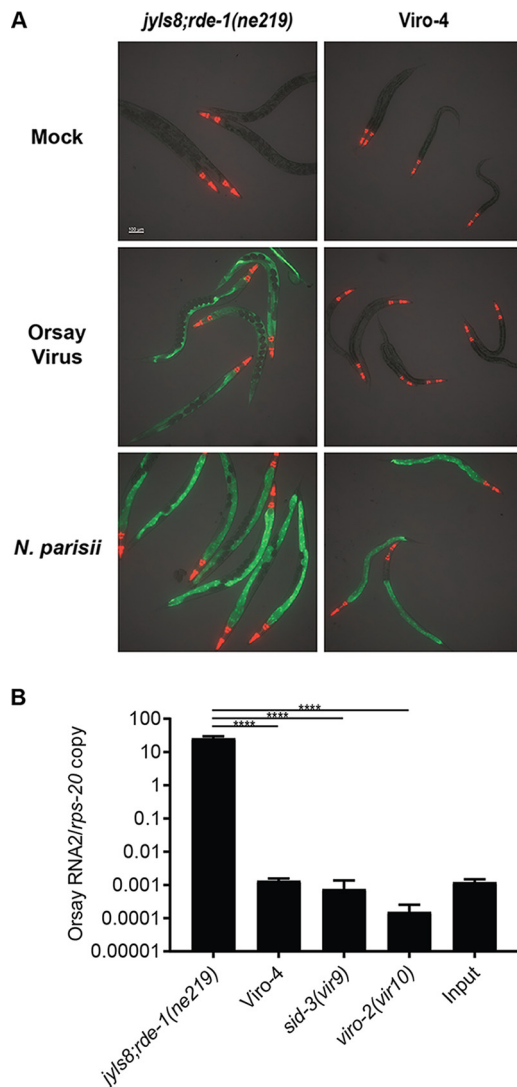 A
jyIs8;rde-1(ne219) Viro-4
Mock
100 µm
Orsay
Virus
N. parisii
B
Orsay RNA2/rps-20 copy
100
10
1
0.1
0.01
0.001
0.0001
0.00001
****
****
****
jyIs8;rde-1(ne219)
Viro-4
sid-3(vir9)
viro-2(vir10)
Input